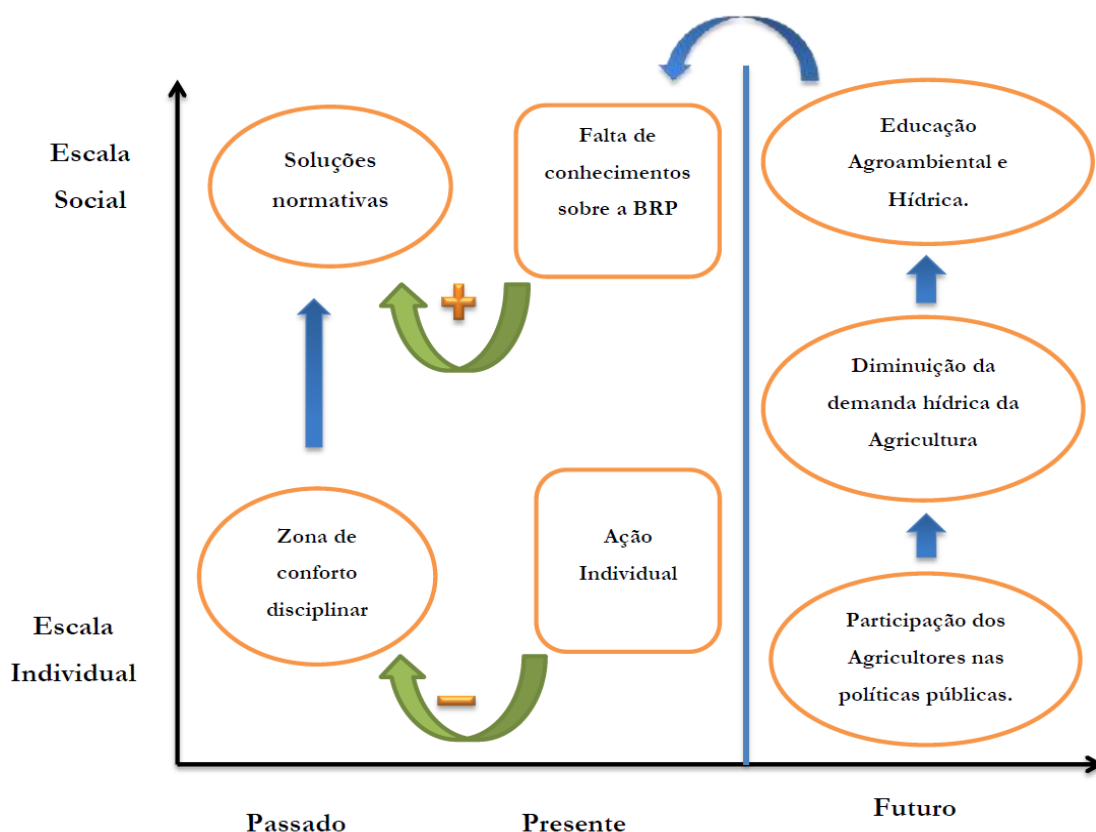 Escala
Social
Soluções
normativas
Falta de
conhecimentos
sobre a BRP
Educação
Agroambiental e
Hídrica.
+
Diminuição da
demanda hídrica da
Agricultura
Zona de
conforto
disciplinar
Ação
Individual
Escala
Individual
Participação dos
Agricultores nas
políticas públicas.
−
Passado
Presente
Futuro